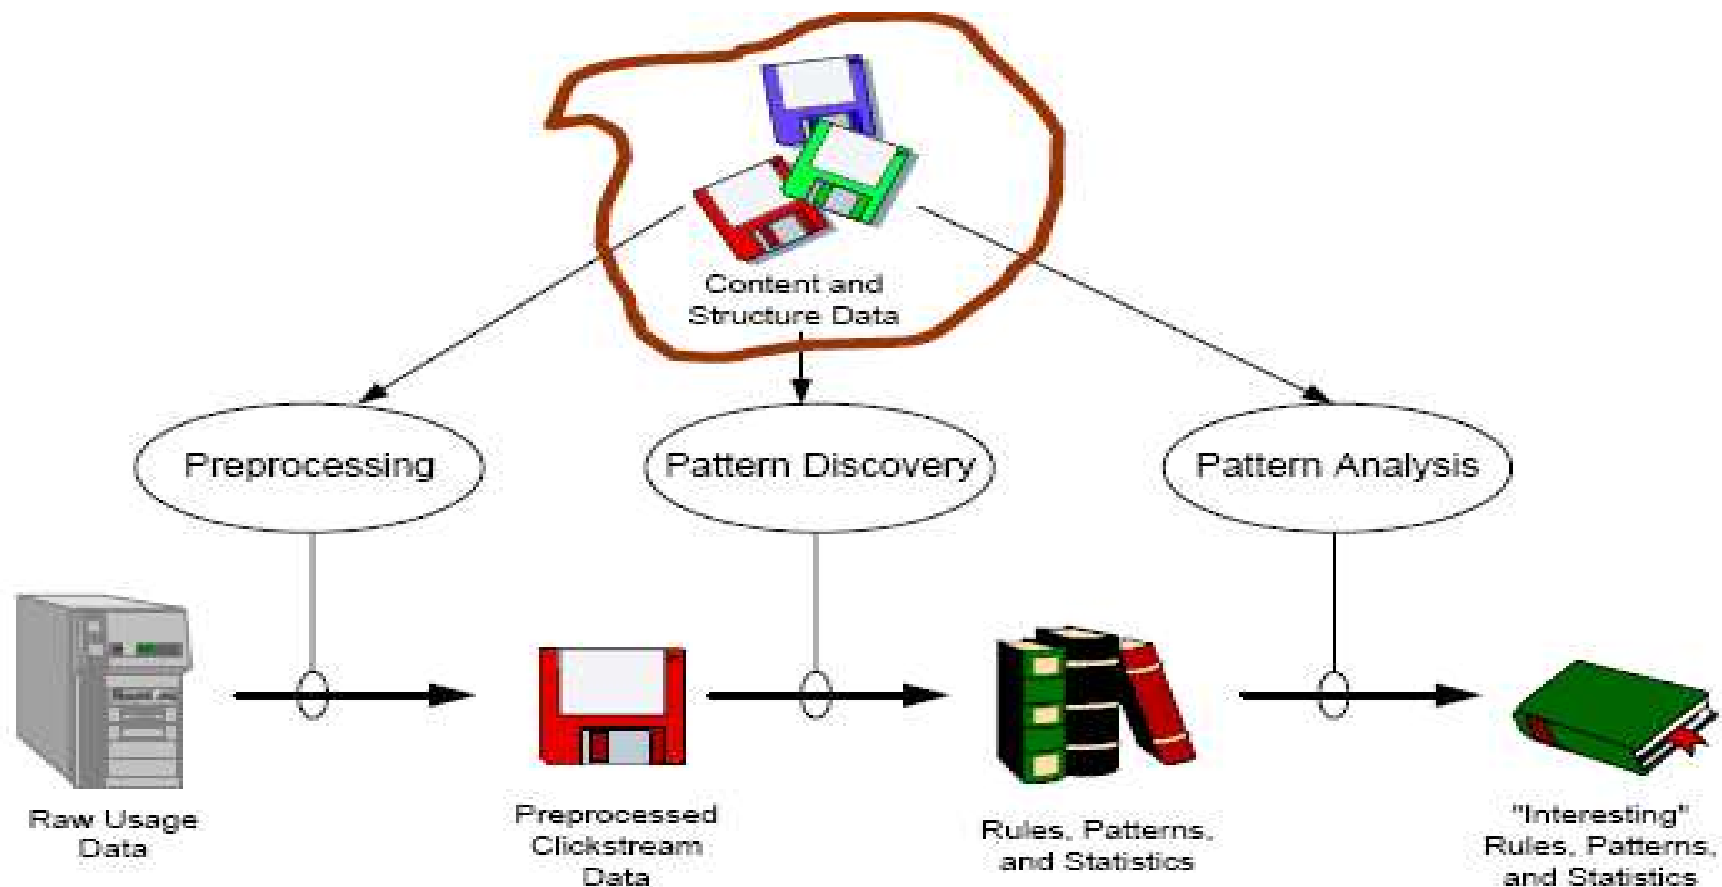 Content and
Structure Data
Preprocessing
Pattern Discovery
Pattern Analysis
Raw Usage
Data
Preprocessed
Clickstream
Data
Rules, Patterns,
and Statistics
"Interesting"
Rules, Patterns,
and Statistics